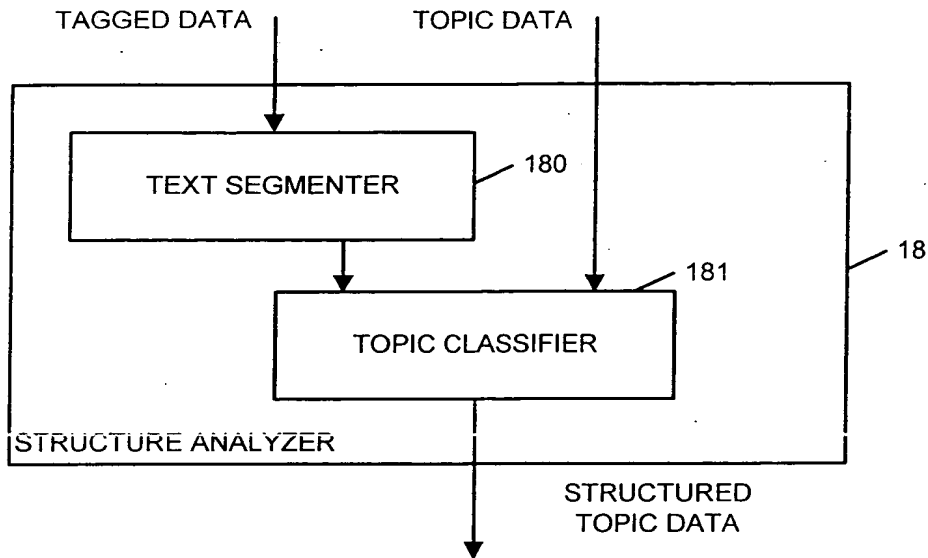 TAGGED DATA
TOPIC DATA
TEXT SEGMENTER
180
18
181
TOPIC CLASSIFIER
STRUCTURE ANALYZER
STRUCTURED
TOPIC DATA